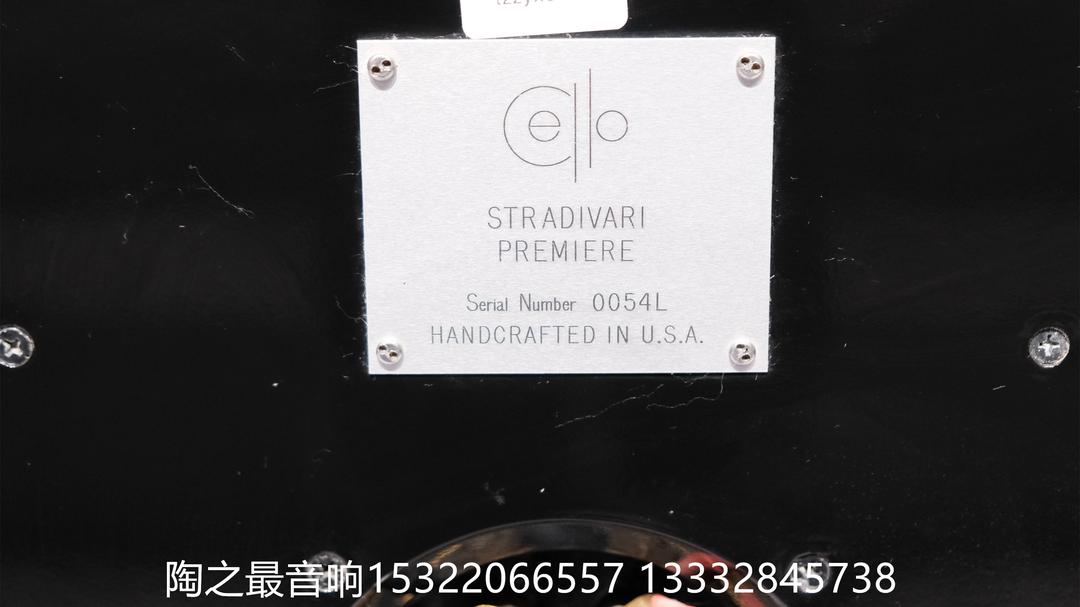 Cello
STRADIVARI
PREMIERE
Serial Number 0054L
HANDCRAFTED IN U.S.A.
陶之最音响15322066557 13332845738